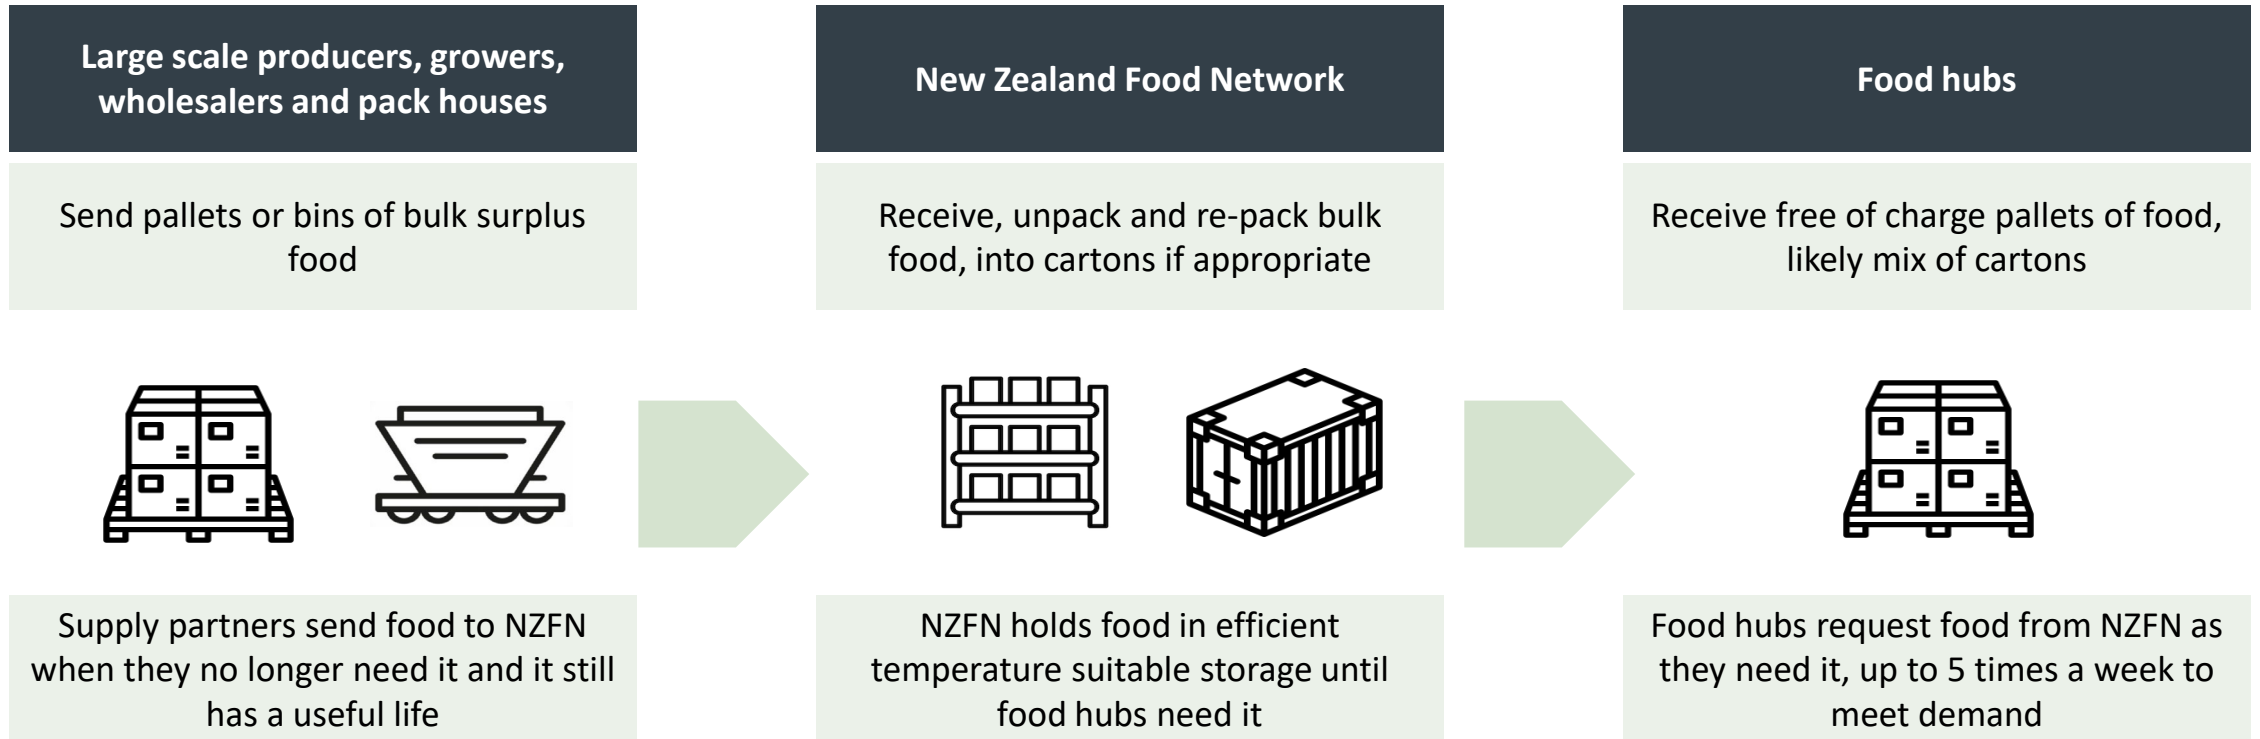 Large scale producers, growers,
wholesalers and pack houses
Send pallets or bins of bulk surplus
food
Supply partners send food to NZFN
when they no longer need it and it still
has a useful life
New Zealand Food Network
Receive, unpack and re-pack bulk
food, into cartons if appropriate
NZFN holds food in efficient
temperature suitable storage until
food hubs need it
Food hubs
Receive free of charge pallets of food,
likely mix of cartons
Food hubs request food from NZFN as
they need it, up to 5 times a week to
meet demand